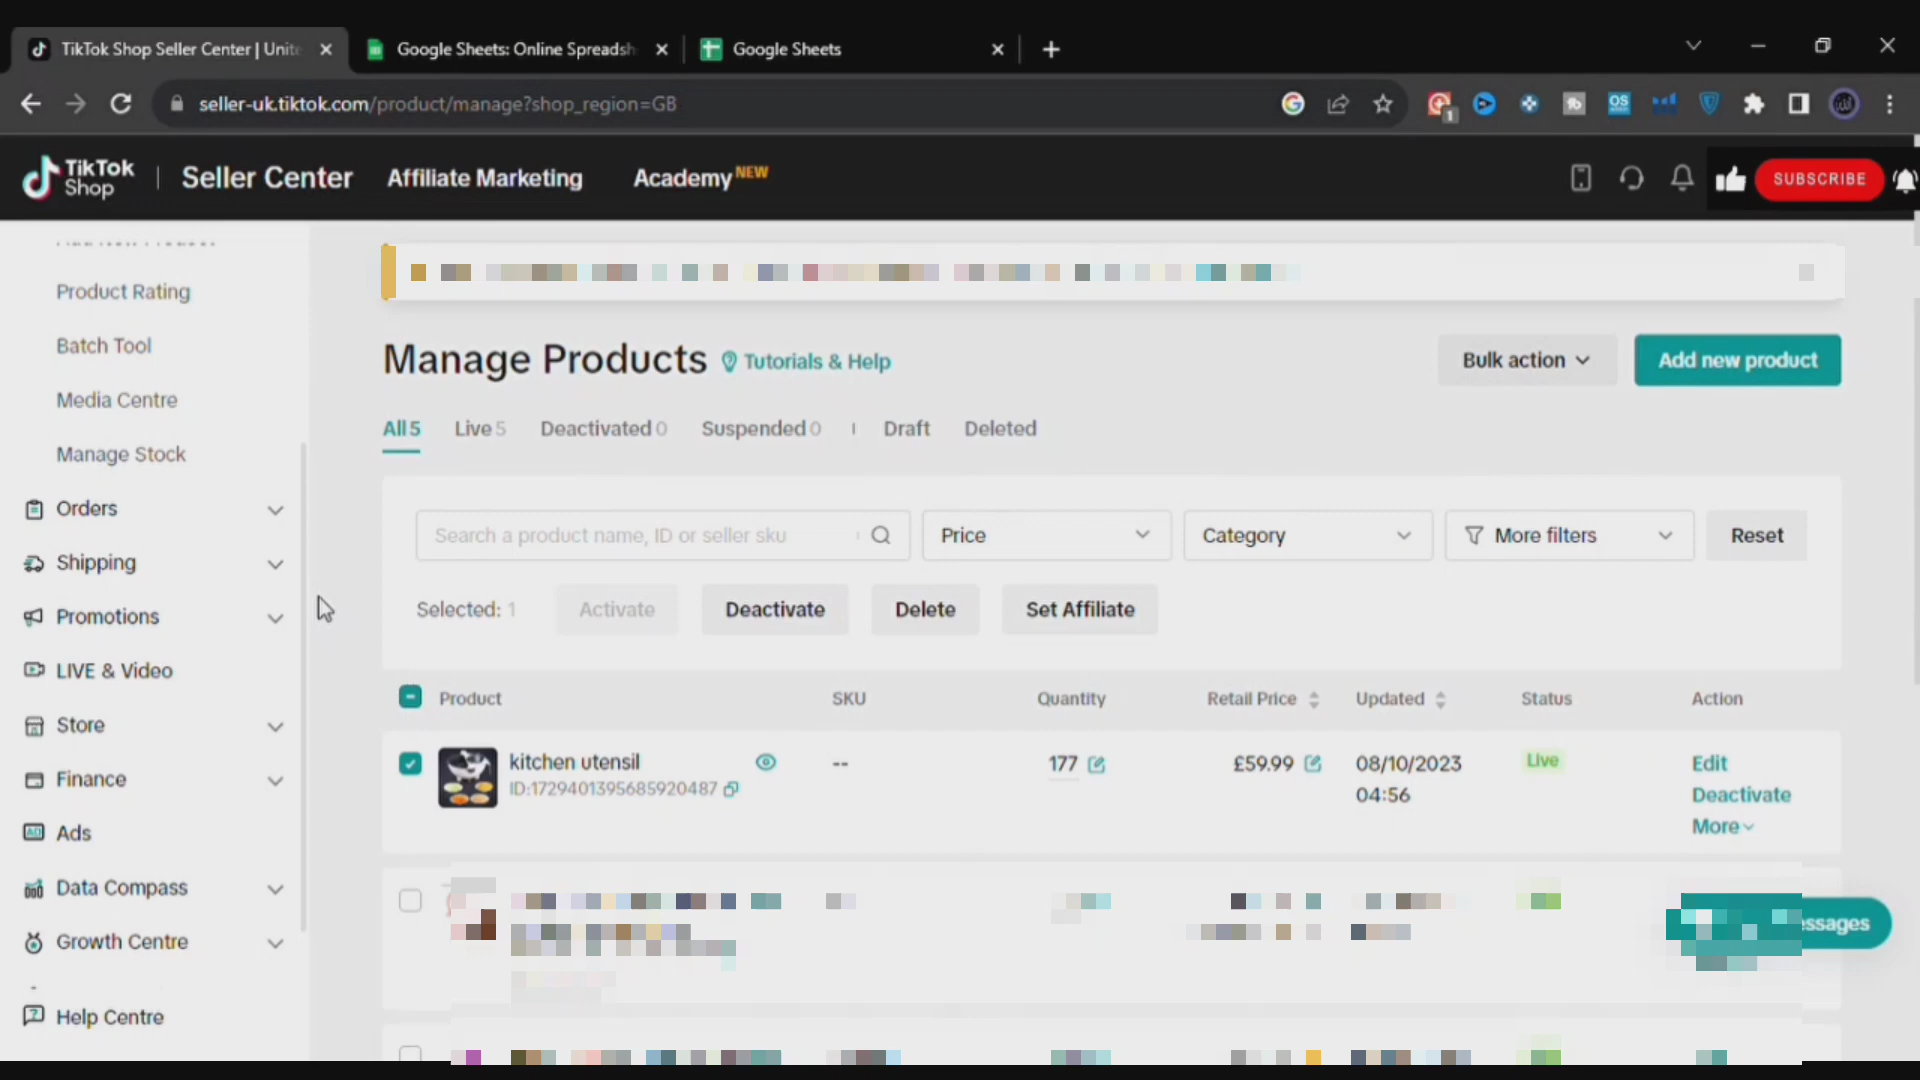 TikTok Shop Seller Center | Unite
Google Sheets: Online Spreadsh
Google Sheets
seller-uk.tiktok.com/product/manage?shop_region=GB
1
OS
TikTok Shop
Seller Center
Affiliate Marketing
Academy NEW
SUBSCRIBE
Product Rating
Batch Tool
Media Centre
Manage Stock
Orders
Shipping
Promotions
LIVE & Video
Store
Finance
AD Ads
Data Compass
Growth Centre
Help Centre
Manage Products
Tutorials & Help
Bulk action
Add new product
All 5
Live 5
Deactivated 0
Suspended 0
Draft
Deleted
Search a product name, ID or seller sku
Price
Category
More filters
Reset
Selected: 1
Activate
Deactivate
Delete
Set Affiliate
Product
SKU
Quantity
Retail Price
Updated
Status
Action
kitchen utensil
ID:1729401395685920487
--
177
£59.99
08/10/2023
04:56
Live
Edit
Deactivate
More
ssages